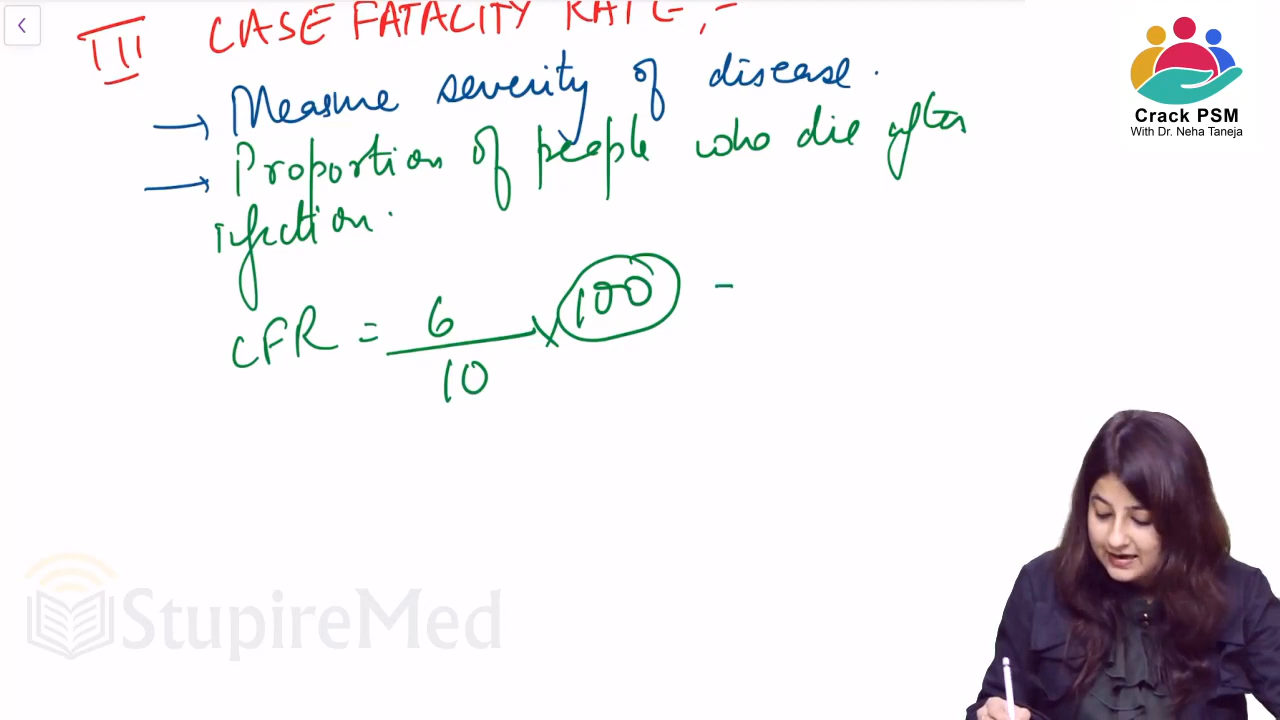 III CASE FATALITY RATE :-
→ Measure severity of disease.
→ Proportion of people who die after
infection.
CFR = 6/10 × 100 =
Crack PSM
With Dr. Neha Taneja
StupireMed